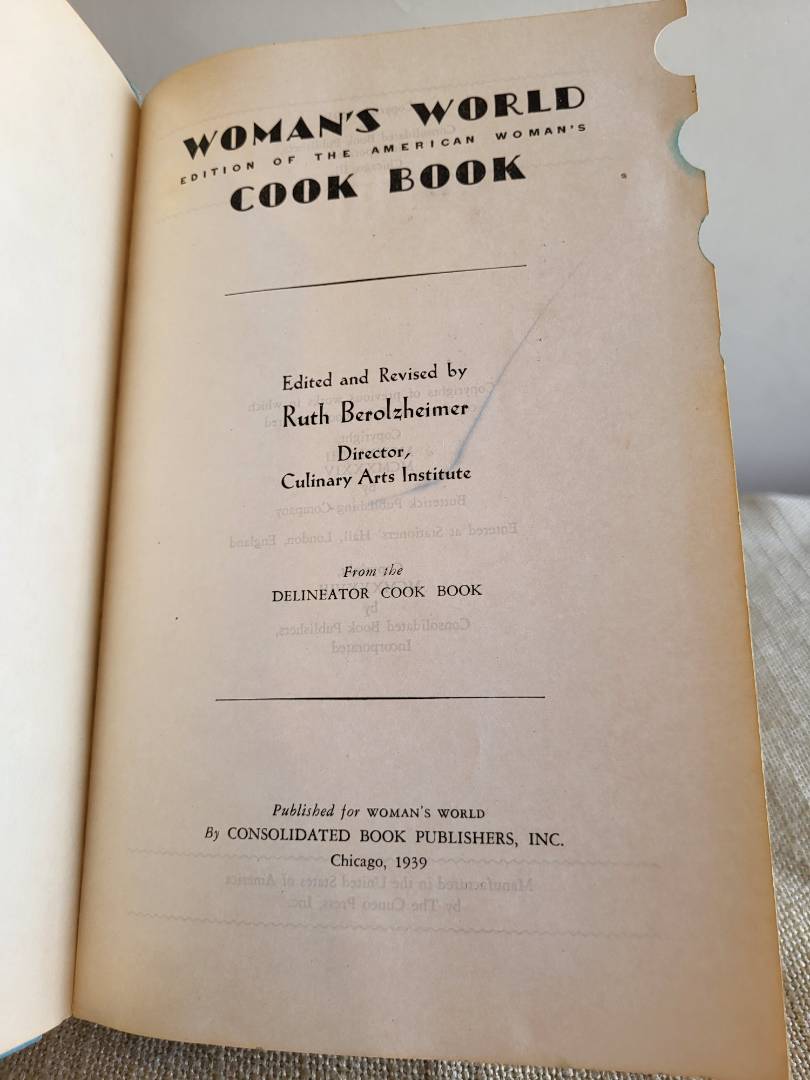 WOMAN'S WORLD
EDITION OF THE AMERICAN WOMAN'S
COOK BOOK
Edited and Revised by
Ruth Berolzheimer
Director,
Culinary Arts Institute
From the
DELINEATOR COOK BOOK
Published for WOMAN'S WORLD
By CONSOLIDATED BOOK PUBLISHERS, INC.
Chicago, 1939